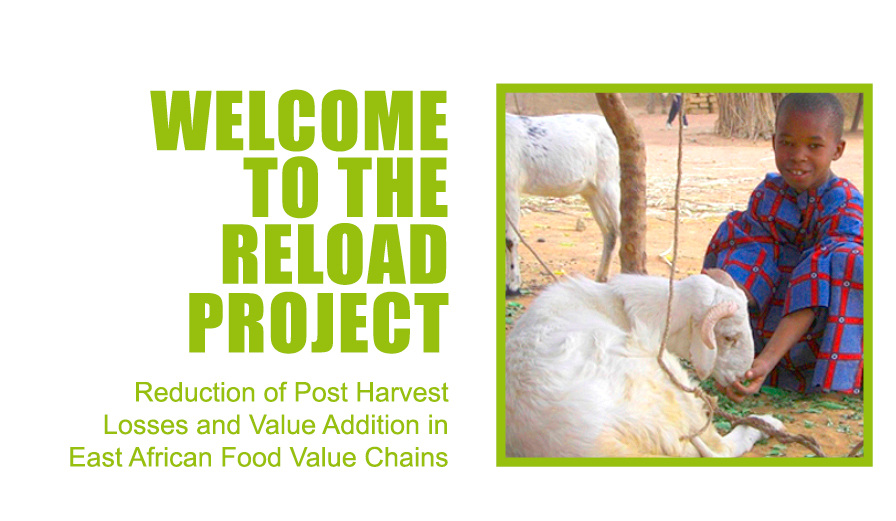 WELCOME
TO THE
RELOAD
PROJECT
Reduction of Post Harvest
Losses and Value Addition in
East African Food Value Chains